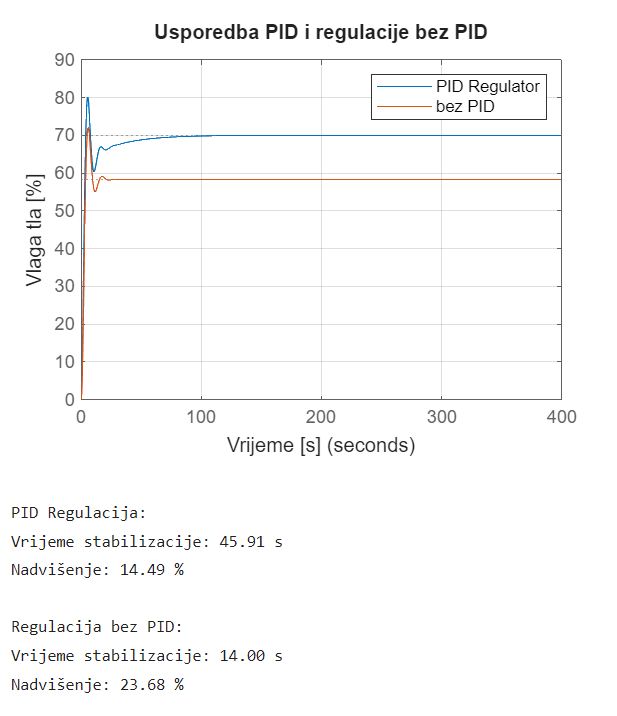 Usporedba PID i regulacije bez PID
90
80
70
60
50
40
30
20
10
0
Vlaga tla [%]
PID Regulator
bez PID
0 100 200 300 400
Vrijeme [s] (seconds)
PID Regulacija:
Vrijeme stabilizacije: 45.91 s
Nadvišenje: 14.49 %
Regulacija bez PID:
Vrijeme stabilizacije: 14.00 s
Nadvišenje: 23.68 %